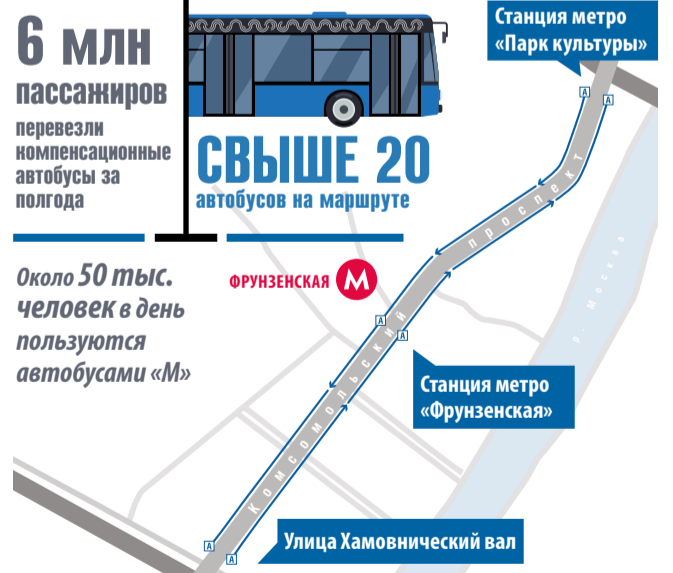 6 млн
пассажиров
перевезли
компенсационные
автобусы за
полгода
СВЫШЕ 20
автобусов на маршруте
Около 50 тыс.
человек в день
пользуются
автобусами «М»
ФРУНЗЕНСКАЯ М
Станция метро
«Парк культуры»
А
А
Комсомольский проспект
р. Москва
А
А
Станция метро
«Фрунзенская»
А
А
Улица Хамовнический вал